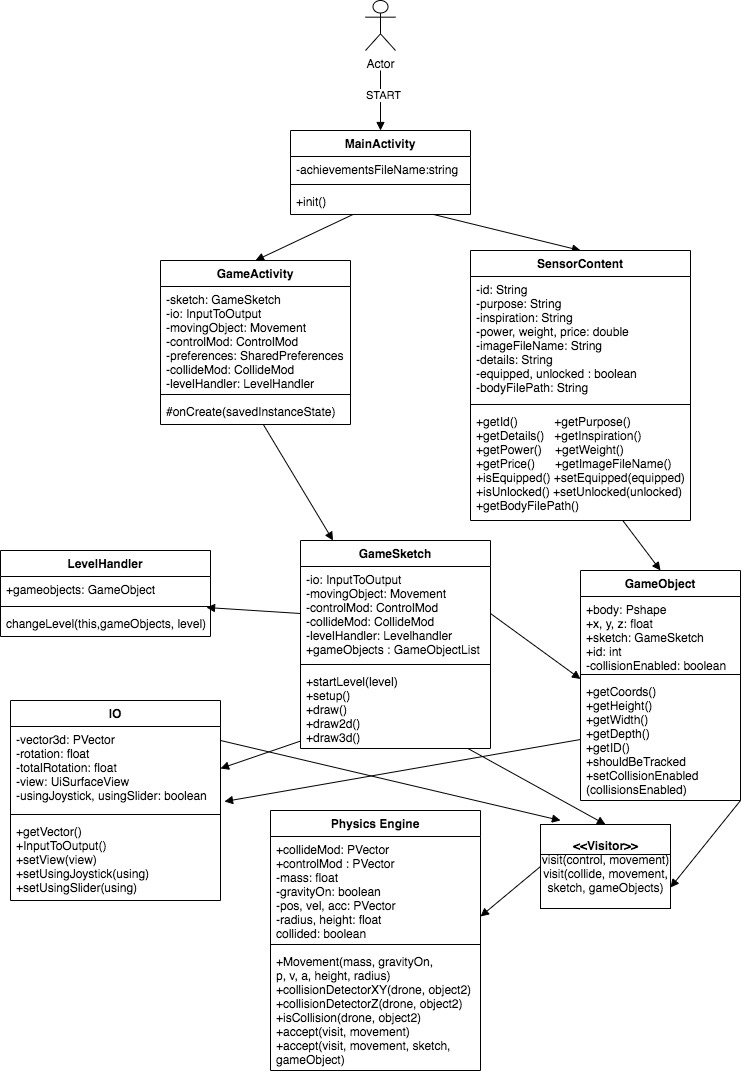 Actor
START
MainActivity
-achievementsFileName:string
+init()
GameActivity
-sketch: GameSketch
-io: InputToOutput
-movingObject: Movement
-controlMod: ControlMod
-preferences: SharedPreferences
-collideMod: CollideMod
-levelHandler: LevelHandler
#onCreate(savedInstanceState)
SensorContent
-id: String
-purpose: String
-inspiration: String
-power, weight, price: double
-imageFileName: String
-details: String
-equipped, unlocked : boolean
-bodyFilePath: String
+getId() +getPurpose()
+getDetails() +getInspiration()
+getPower() +getWeight()
+getPrice() +getImageFileName()
+isEquipped() +setEquipped(equipped)
+isUnlocked() +setUnlocked(unlocked)
+getBodyFilePath()
LevelHandler
+gameobjects: GameObject
changeLevel(this,gameObjects, level)
GameSketch
-io: InputToOutput
-movingObject: Movement
-controlMod: ControlMod
-collideMod: CollideMod
-levelHandler: Levelhandler
+gameObjects : GameObjectList
+startLevel(level)
+setup()
+draw()
+draw2d()
+draw3d()
GameObject
+body: Pshape
+x, y, z: float
+sketch: GameSketch
+id: int
-collisionEnabled: boolean
+getCoords()
+getHeight()
+getWidth()
+getDepth()
+getID()
+shouldBeTracked
+setCollisionEnabled
(collisionsEnabled)
IO
-vector3d: PVector
-rotation: float
-totalRotation: float
-view: UiSurfaceView
-usingJoystick, usingSlider: boolean
+getVector()
+InputToOutput()
+setView(view)
+setUsingJoystick(using)
+setUsingSlider(using)
Physics Engine
+collideMod: PVector
+controlMod : PVector
-mass: float
-gravityOn: boolean
-pos, vel, acc: PVector
-radius, height: float
collided: boolean
+Movement(mass, gravityOn,
p, v, a, height, radius)
+collisionDetectorXY(drone, object2)
+collisionDetectorZ(drone, object2)
+isCollision(drone, object2)
+accept(visit, movement)
+accept(visit, movement, sketch,
gameObject)
<<Visitor>>
visit(control, movement)
visit(collide, movement,
sketch, gameObjects)